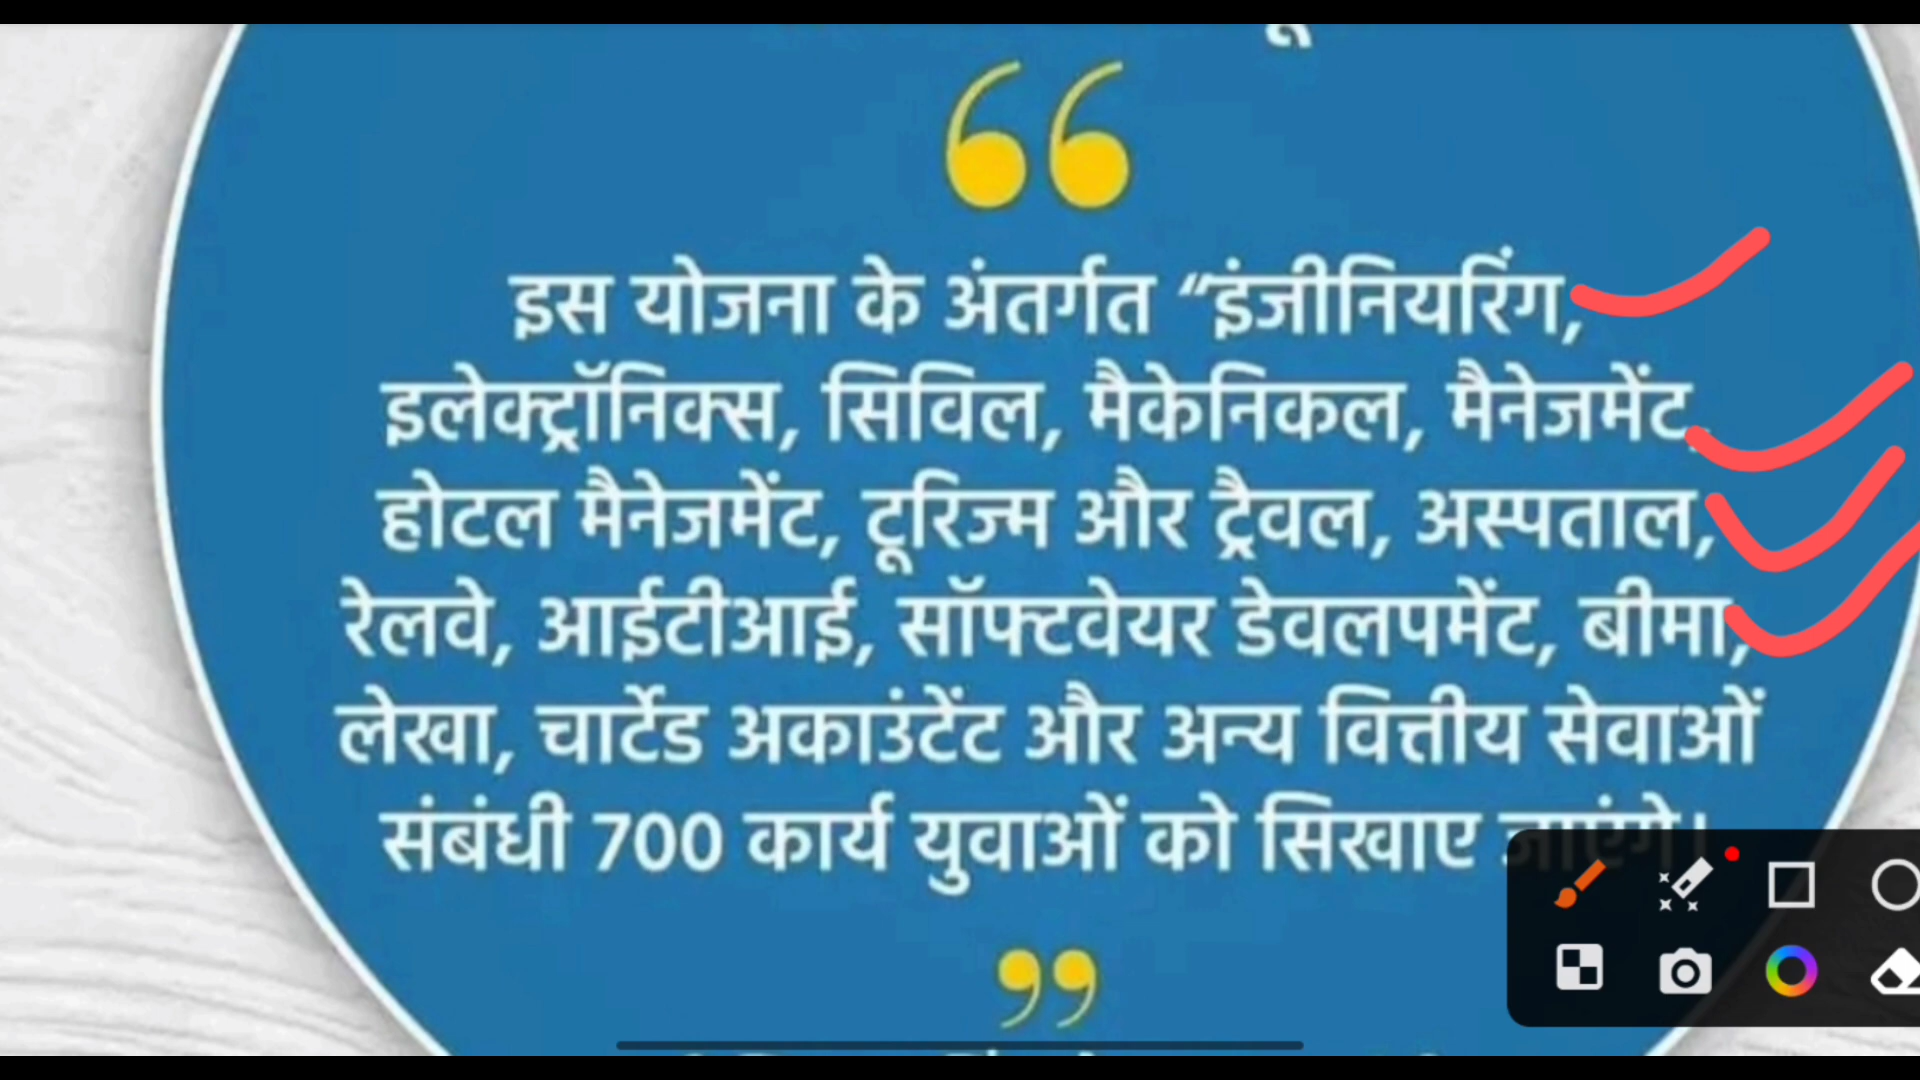 इस योजना के अंतर्गत “इंजीनियरिंग,
इलेक्ट्रॉनिक्स, सिविल, मैकेनिकल, मैनेजमेंट,
होटल मैनेजमेंट, टूरिज्म और ट्रैवल, अस्पताल,
रेलवे, आईटीआई, सॉफ्टवेयर डेवलपमेंट, बीमा,
लेखा, चार्टेड अकाउंटेंट और अन्य वित्तीय सेवाओं
संबंधी 700 कार्य युवाओं को सिखाए जाएंगे।
”